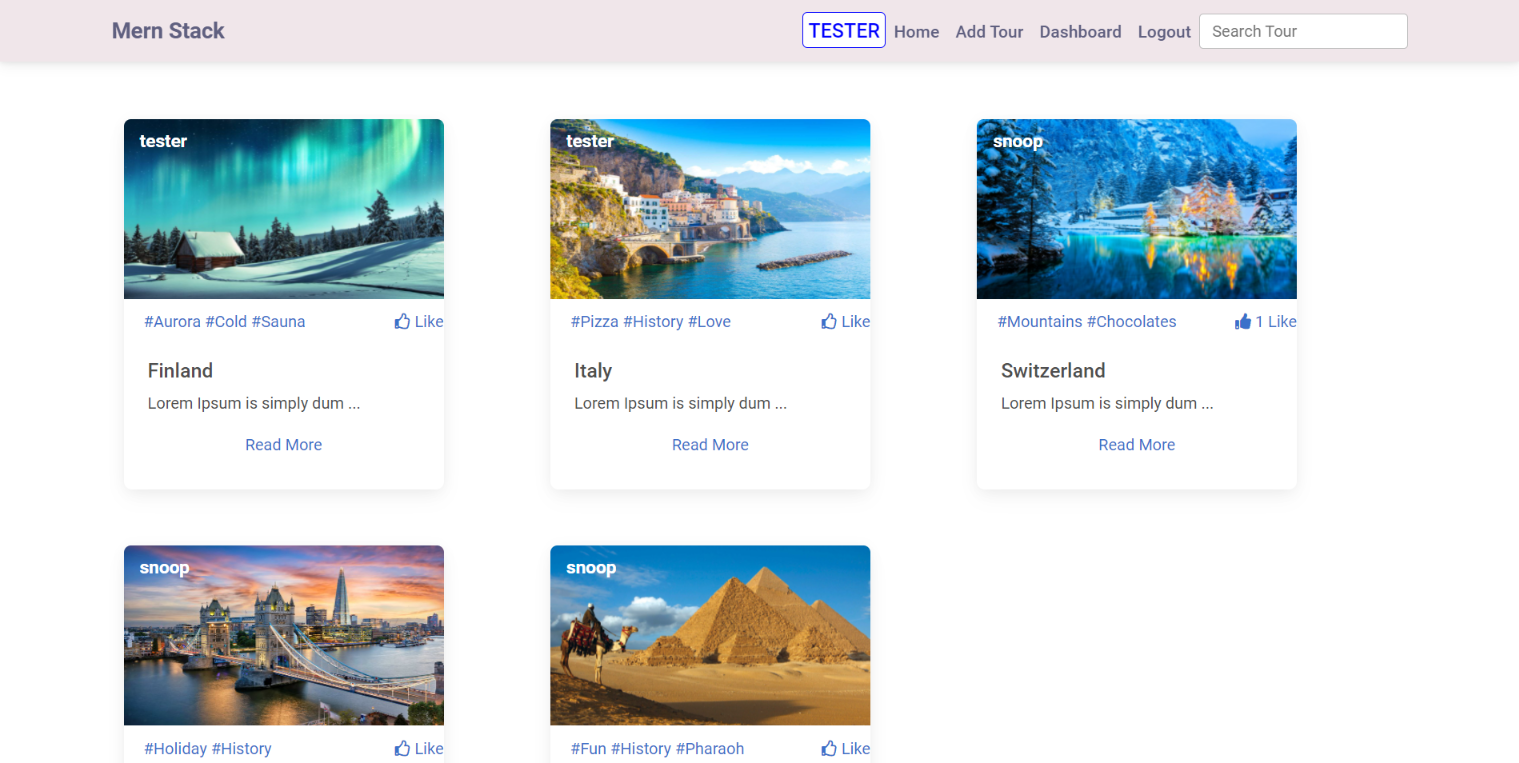 Mern Stack TESTER Home Add Tour Dashboard Logout Search Tour
tester
#Aurora #Cold #Sauna Like
Finland
Lorem Ipsum is simply dum ...
Read More
tester
#Pizza #History #Love Like
Italy
Lorem Ipsum is simply dum ...
Read More
snoop
#Mountains #Chocolates 1 Like
Switzerland
Lorem Ipsum is simply dum ...
Read More
snoop
#Holiday #History Like
snoop
#Fun #History #Pharaoh Like